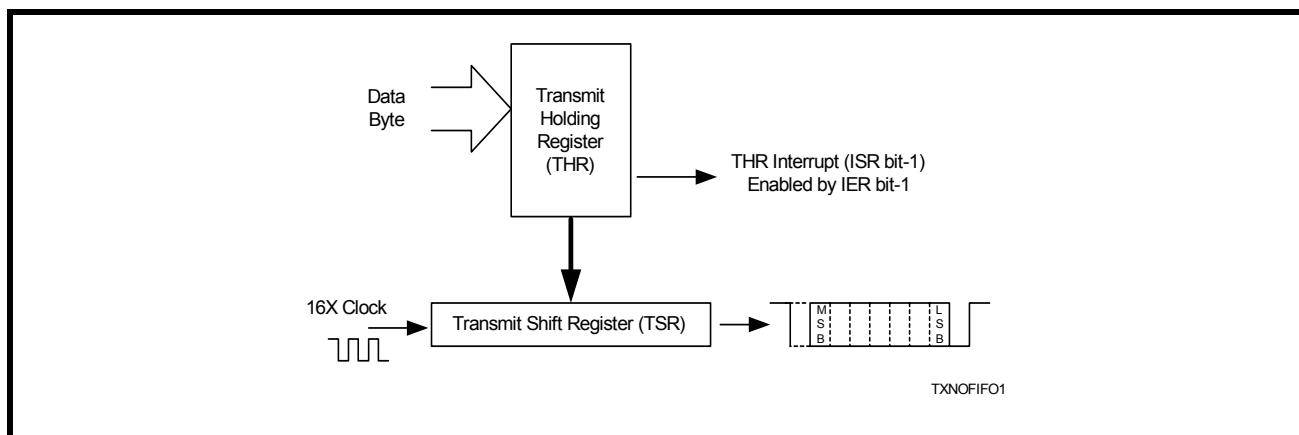 Data
Byte
Transmit
Holding
Register
(THR)
THR Interrupt (ISR bit-1)
Enabled by IER bit-1
16X Clock
Transmit Shift Register (TSR)
M
S
B
L
S
B
TXNOFIFO1